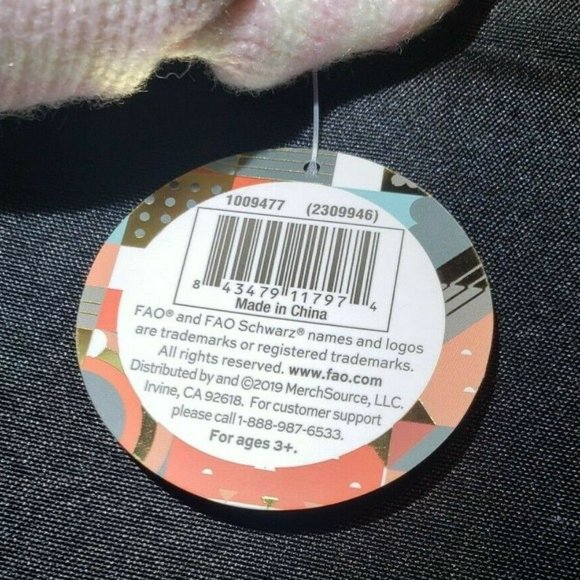 1009477 (2309946)
8 43479 11797 4
Made in China
FAO® and FAO Schwarz® names and logos
are trademarks or registered trademarks.
All rights reserved. www.fao.com
Distributed by and ©2019 MerchSource, LLC.
Irvine, CA 92618. For customer support
please call 1-888-987-6533.
For ages 3+.